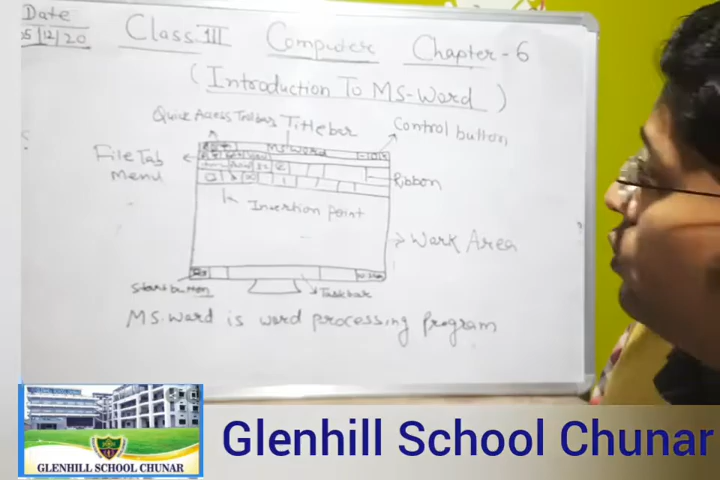 Date
05/12/20
Class III Computer Chapter-6
(Introduction To MS-Word)
Quick Access Toolbar Titlebar Control button
File Tab
Menu
MS Word
Ribbon
Insertion point
Work Area
Start button Taskbar
MS.Word is word processing program
GLENHILL SCHOOL CHUNAR
Glenhill School Chunar